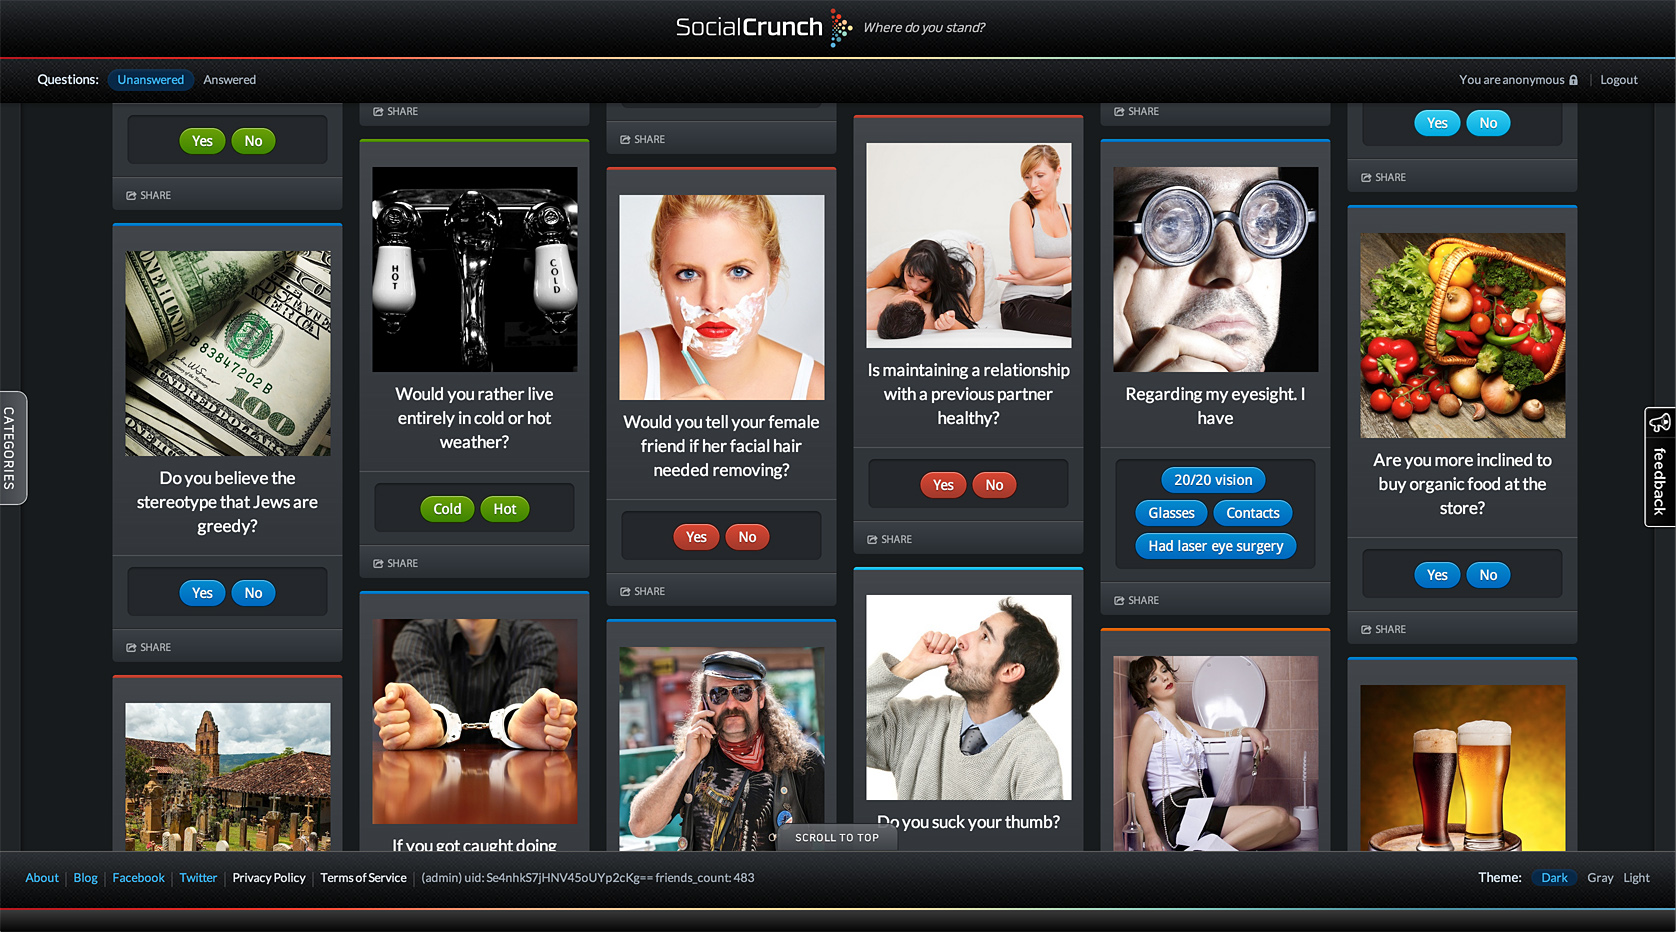 SocialCrunch Where do you stand?
Questions: Unanswered Answered
You are anonymous Logout
CATEGORIES
feedback
Yes No
SHARE
Do you believe the
stereotype that Jews are
greedy?
Yes No
SHARE
SHARE
HOT
COLD
Would you rather live
entirely in cold or hot
weather?
Cold Hot
SHARE
If you got caught doing
SHARE
Would you tell your female
friend if her facial hair
needed removing?
Yes No
SHARE
Is maintaining a relationship
with a previous partner
healthy?
Yes No
SHARE
Do you suck your thumb?
SHARE
Regarding my eyesight. I
have
20/20 vision
Glasses Contacts
Had laser eye surgery
SHARE
Yes No
SHARE
Are you more inclined to
buy organic food at the
store?
Yes No
SHARE
SCROLL TO TOP
About Blog Facebook Twitter Privacy Policy Terms of Service (admin) uid: Se4nhkS7jHNV45oUYp2cKg== friends_count: 483
Theme: Dark Gray Light